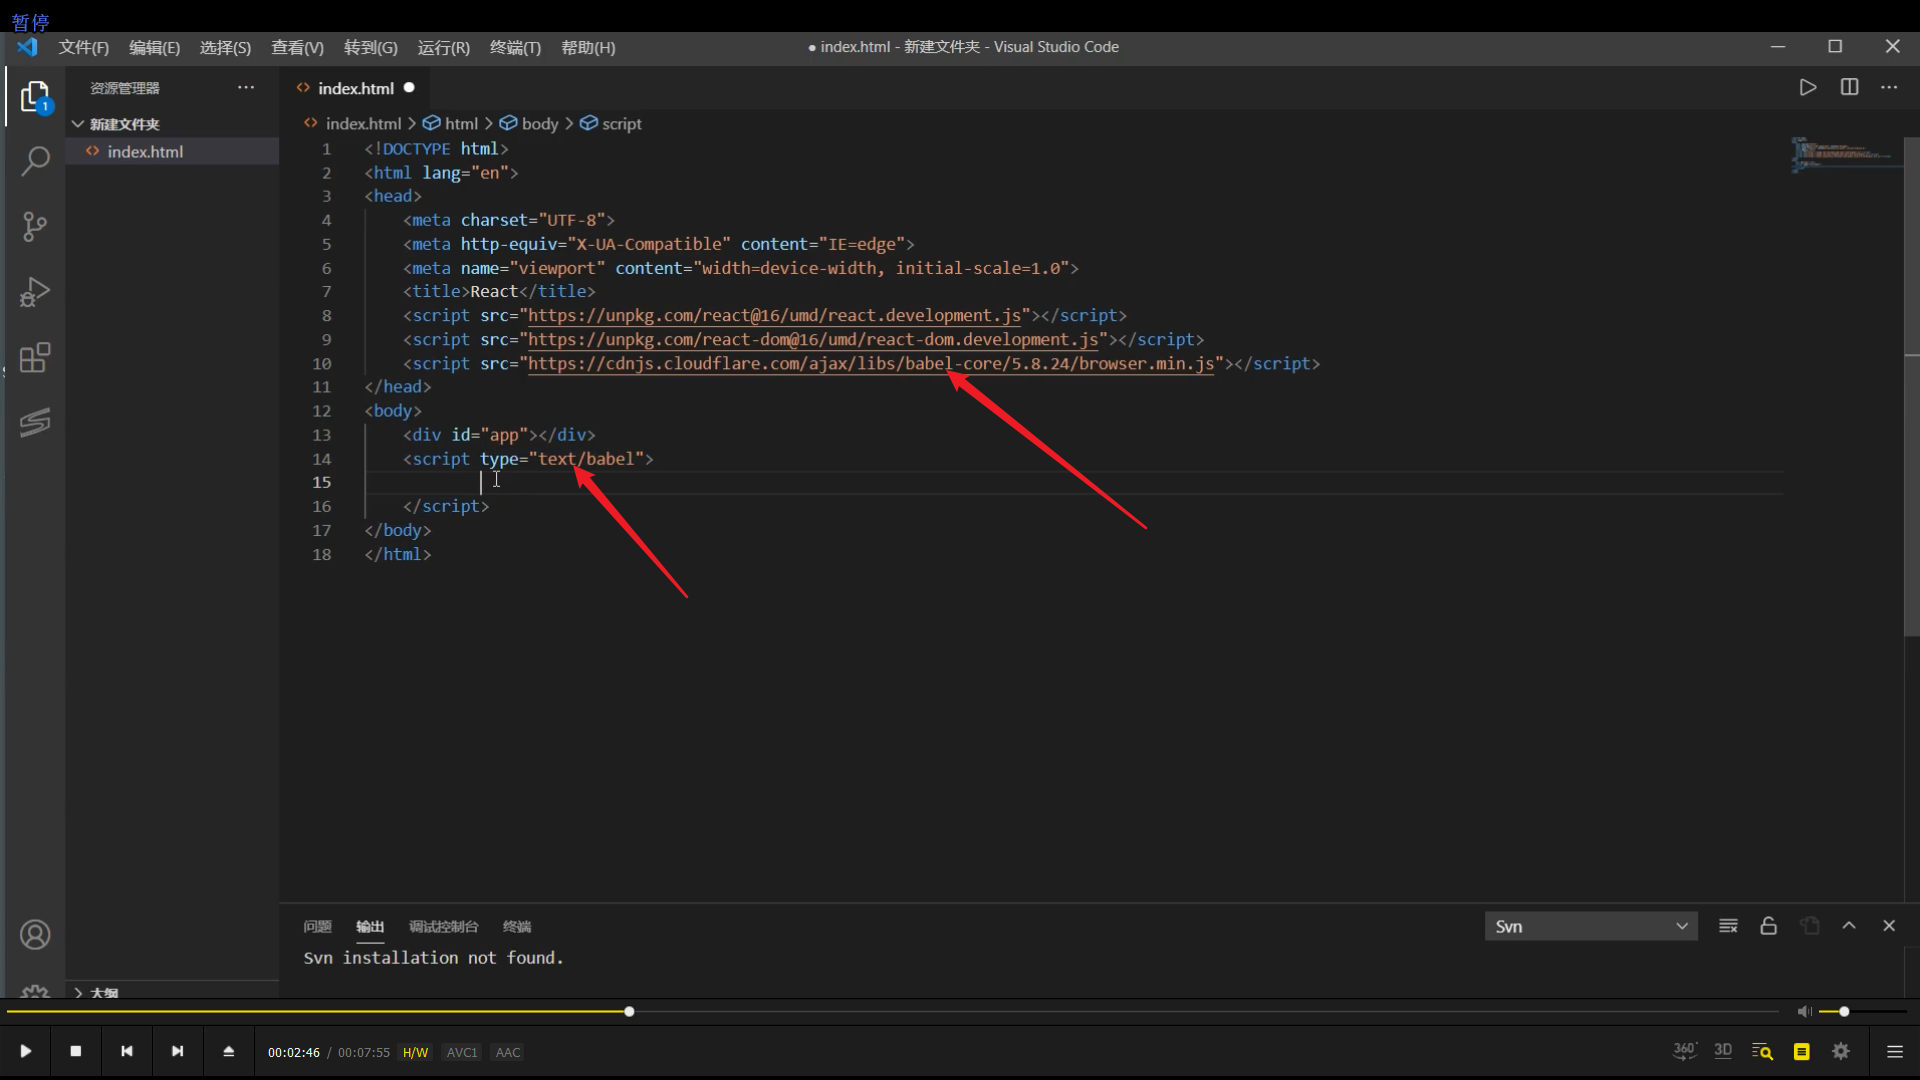 暂停
文件(F) 编辑(E) 选择(S) 查看(V) 转到(G) 运行(R) 终端(T) 帮助(H)
● index.html - 新建文件夹 - Visual Studio Code
资源管理器
index.html
1
新建文件夹
index.html
index.html > html > body > script
1 <!DOCTYPE html>
2 <html lang="en">
3 <head>
4 <meta charset="UTF-8">
5 <meta http-equiv="X-UA-Compatible" content="IE=edge">
6 <meta name="viewport" content="width=device-width, initial-scale=1.0">
7 <title>React</title>
8 <script src="https://unpkg.com/react@16/umd/react.development.js"></script>
9 <script src="https://unpkg.com/react-dom@16/umd/react-dom.development.js"></script>
10 <script src="https://cdnjs.cloudflare.com/ajax/libs/babel-core/5.8.24/browser.min.js"></script>
11 </head>
12 <body>
13 <div id="app"></div>
14 <script type="text/babel">
15
16 </script>
17 </body>
18 </html>
问题 输出 调试控制台 终端
Svn
Svn installation not found.
大纲
00:02:46 / 00:07:55 H/W AVC1 AAC
360° 3D